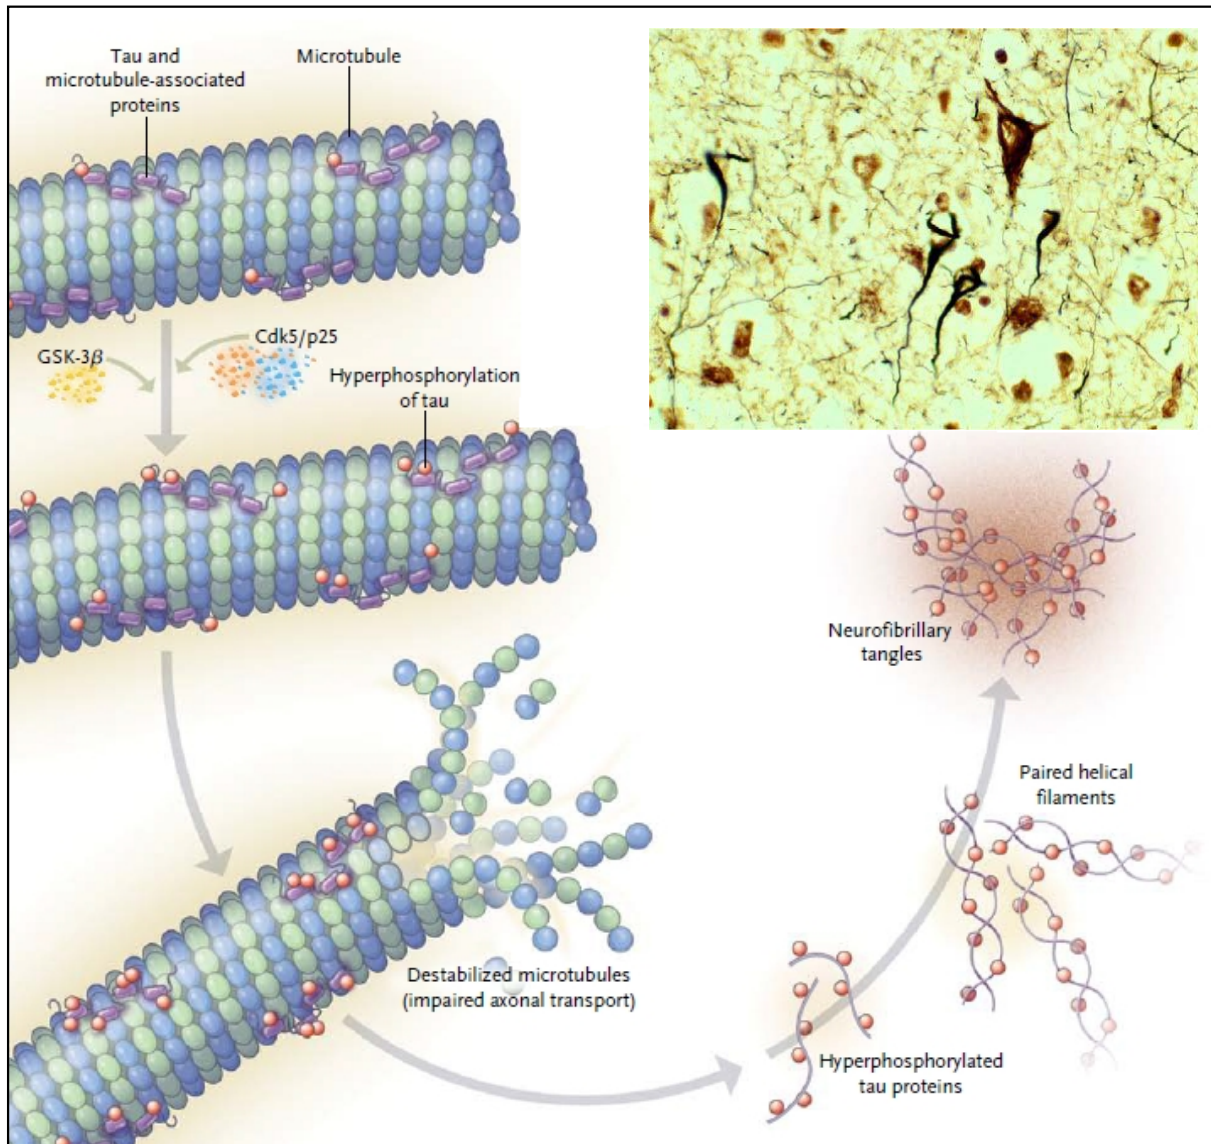 Tau and
microtubule-associated
proteins
Microtubule
GSK-3β
Cdk5/p25
Hyperphosphorylation
of tau
Neurofibrillary
tangles
Paired helical
filaments
Destabilized microtubules
(impaired axonal transport)
Hyperphosphorylated
tau proteins